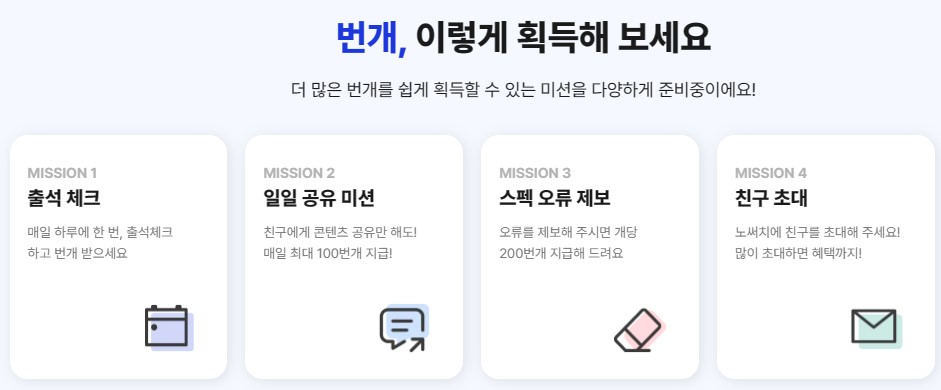 번개, 이렇게 획득해 보세요
더 많은 번개를 쉽게 획득할 수 있는 미션을 다양하게 준비중이에요!
MISSION 1
출석 체크
매일 하루에 한 번, 출석체크
하고 번개 받으세요
MISSION 2
일일 공유 미션
친구에게 콘텐츠 공유만 해도!
매일 최대 100번개 지급!
MISSION 3
스펙 오류 제보
오류를 제보해 주시면 개당
200번개 지급해 드려요
MISSION 4
친구 초대
노써치에 친구를 초대해 주세요!
많이 초대하면 혜택까지!